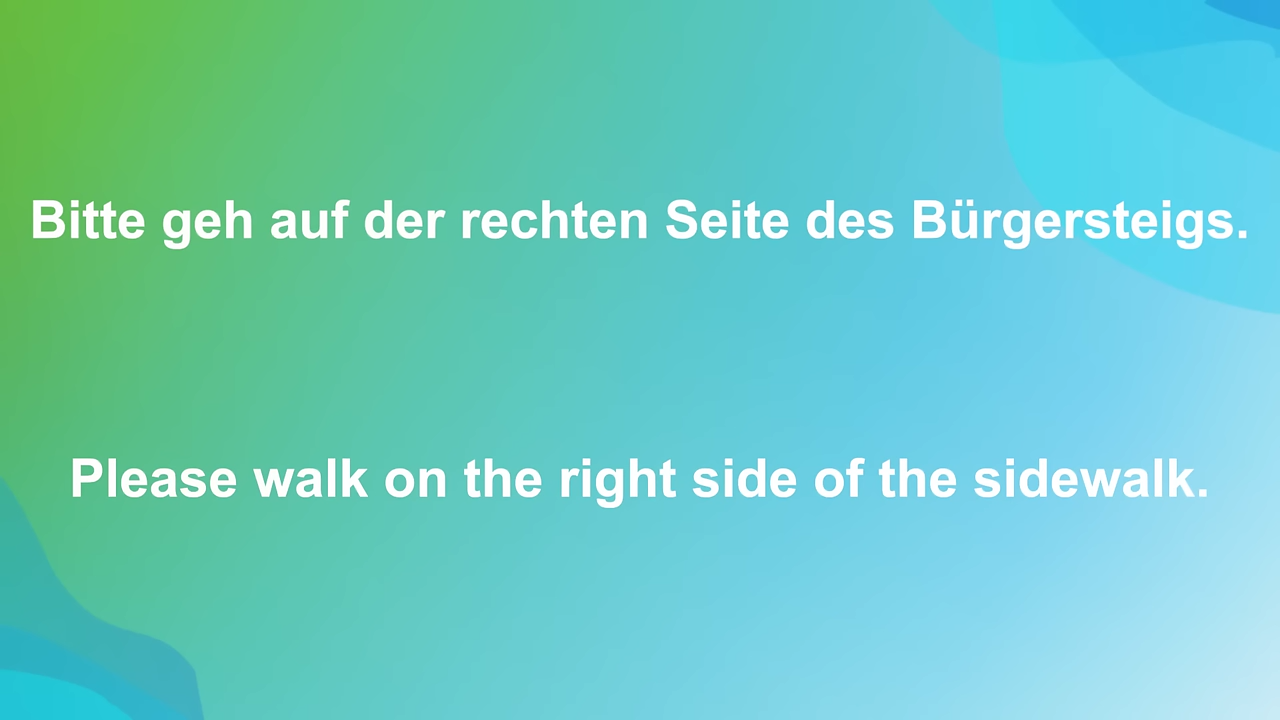 Bitte geh auf der rechten Seite des Bürgersteigs.
Please walk on the right side of the sidewalk.